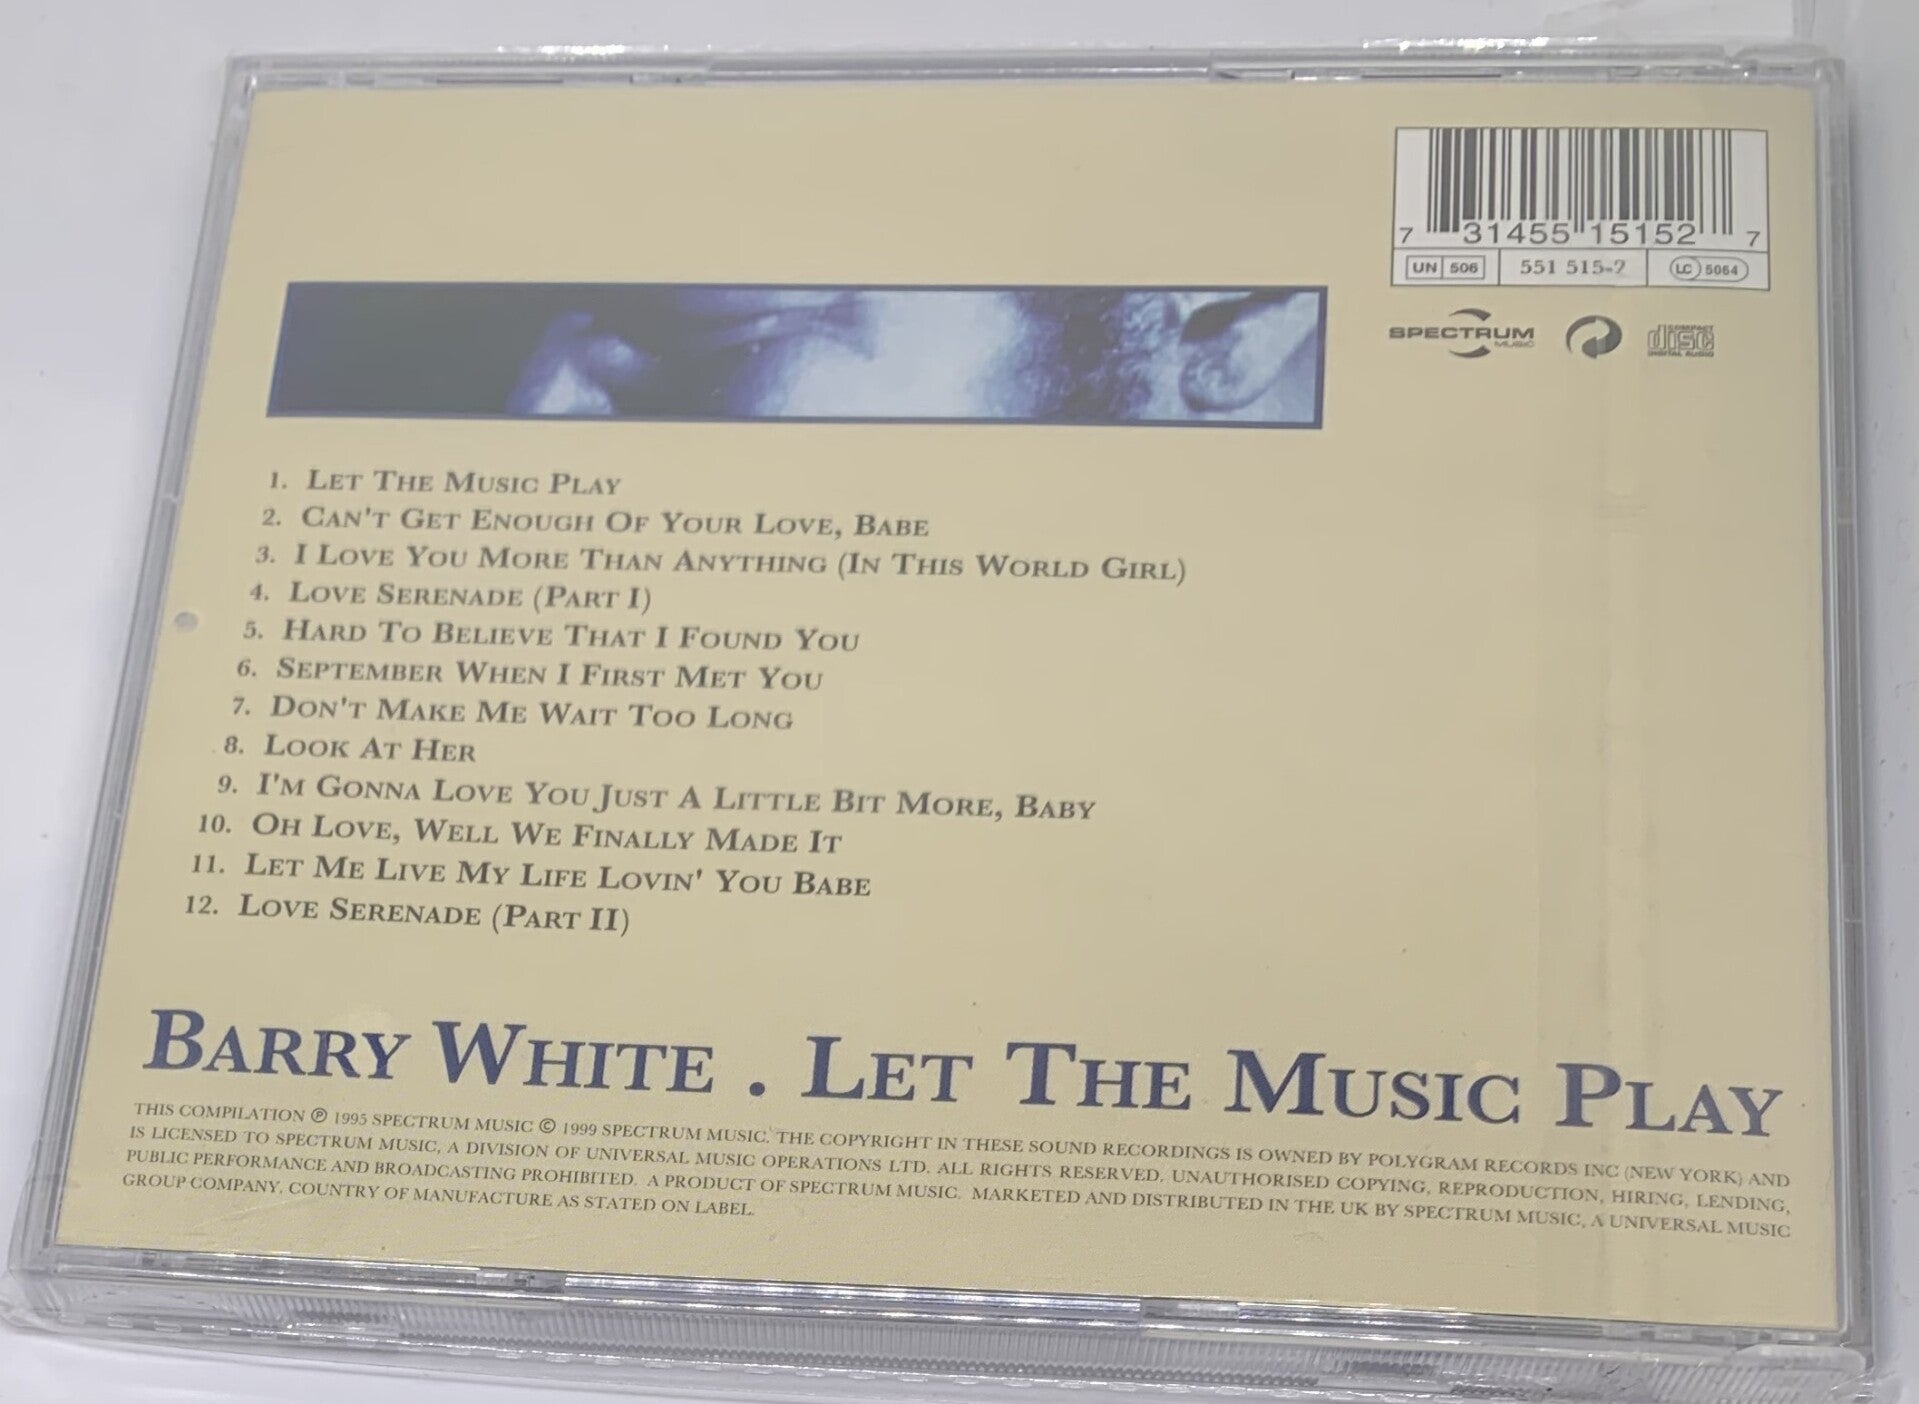 7 31455 15152 7
UN 506 551 515-2 LC 5064
SPECTRUM MUSIC
COMPACT disc DIGITAL AUDIO
1. LET THE MUSIC PLAY
2. CAN'T GET ENOUGH OF YOUR LOVE, BABE
3. I LOVE YOU MORE THAN ANYTHING (IN THIS WORLD GIRL)
4. LOVE SERENADE (PART I)
5. HARD TO BELIEVE THAT I FOUND YOU
6. SEPTEMBER WHEN I FIRST MET YOU
7. DON'T MAKE ME WAIT TOO LONG
8. LOOK AT HER
9. I'M GONNA LOVE YOU JUST A LITTLE BIT MORE, BABY
10. OH LOVE, WELL WE FINALLY MADE IT
11. LET ME LIVE MY LIFE LOVIN' YOU BABE
12. LOVE SERENADE (PART II)
BARRY WHITE . LET THE MUSIC PLAY
THIS COMPILATION ℗ 1995 SPECTRUM MUSIC © 1999 SPECTRUM MUSIC. THE COPYRIGHT IN THESE SOUND RECORDINGS IS OWNED BY POLYGRAM RECORDS INC (NEW YORK) AND
IS LICENSED TO SPECTRUM MUSIC, A DIVISION OF UNIVERSAL MUSIC OPERATIONS LTD. ALL RIGHTS RESERVED. UNAUTHORISED COPYING, REPRODUCTION, HIRING, LENDING,
PUBLIC PERFORMANCE AND BROADCASTING PROHIBITED. A PRODUCT OF SPECTRUM MUSIC. MARKETED AND DISTRIBUTED IN THE UK BY SPECTRUM MUSIC, A UNIVERSAL MUSIC
GROUP COMPANY. COUNTRY OF MANUFACTURE AS STATED ON LABEL.